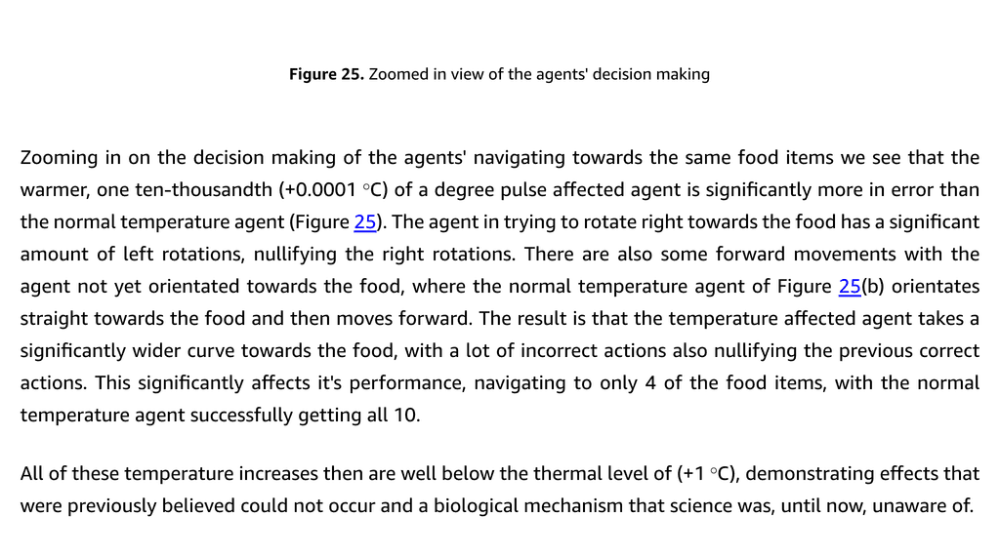 Figure 25. Zoomed in view of the agents' decision making
Zooming in on the decision making of the agents' navigating towards the same food items we see that the
warmer, one ten-thousandth (+0.0001 °C) of a degree pulse affected agent is significantly more in error than
the normal temperature agent (Figure 25). The agent in trying to rotate right towards the food has a significant
amount of left rotations, nullifying the right rotations. There are also some forward movements with the
agent not yet orientated towards the food, where the normal temperature agent of Figure 25(b) orientates
straight towards the food and then moves forward. The result is that the temperature affected agent takes a
significantly wider curve towards the food, with a lot of incorrect actions also nullifying the previous correct
actions. This significantly affects it's performance, navigating to only 4 of the food items, with the normal
temperature agent successfully getting all 10.
All of these temperature increases then are well below the thermal level of (+1 °C), demonstrating effects that
were previously believed could not occur and a biological mechanism that science was, until now, unaware of.